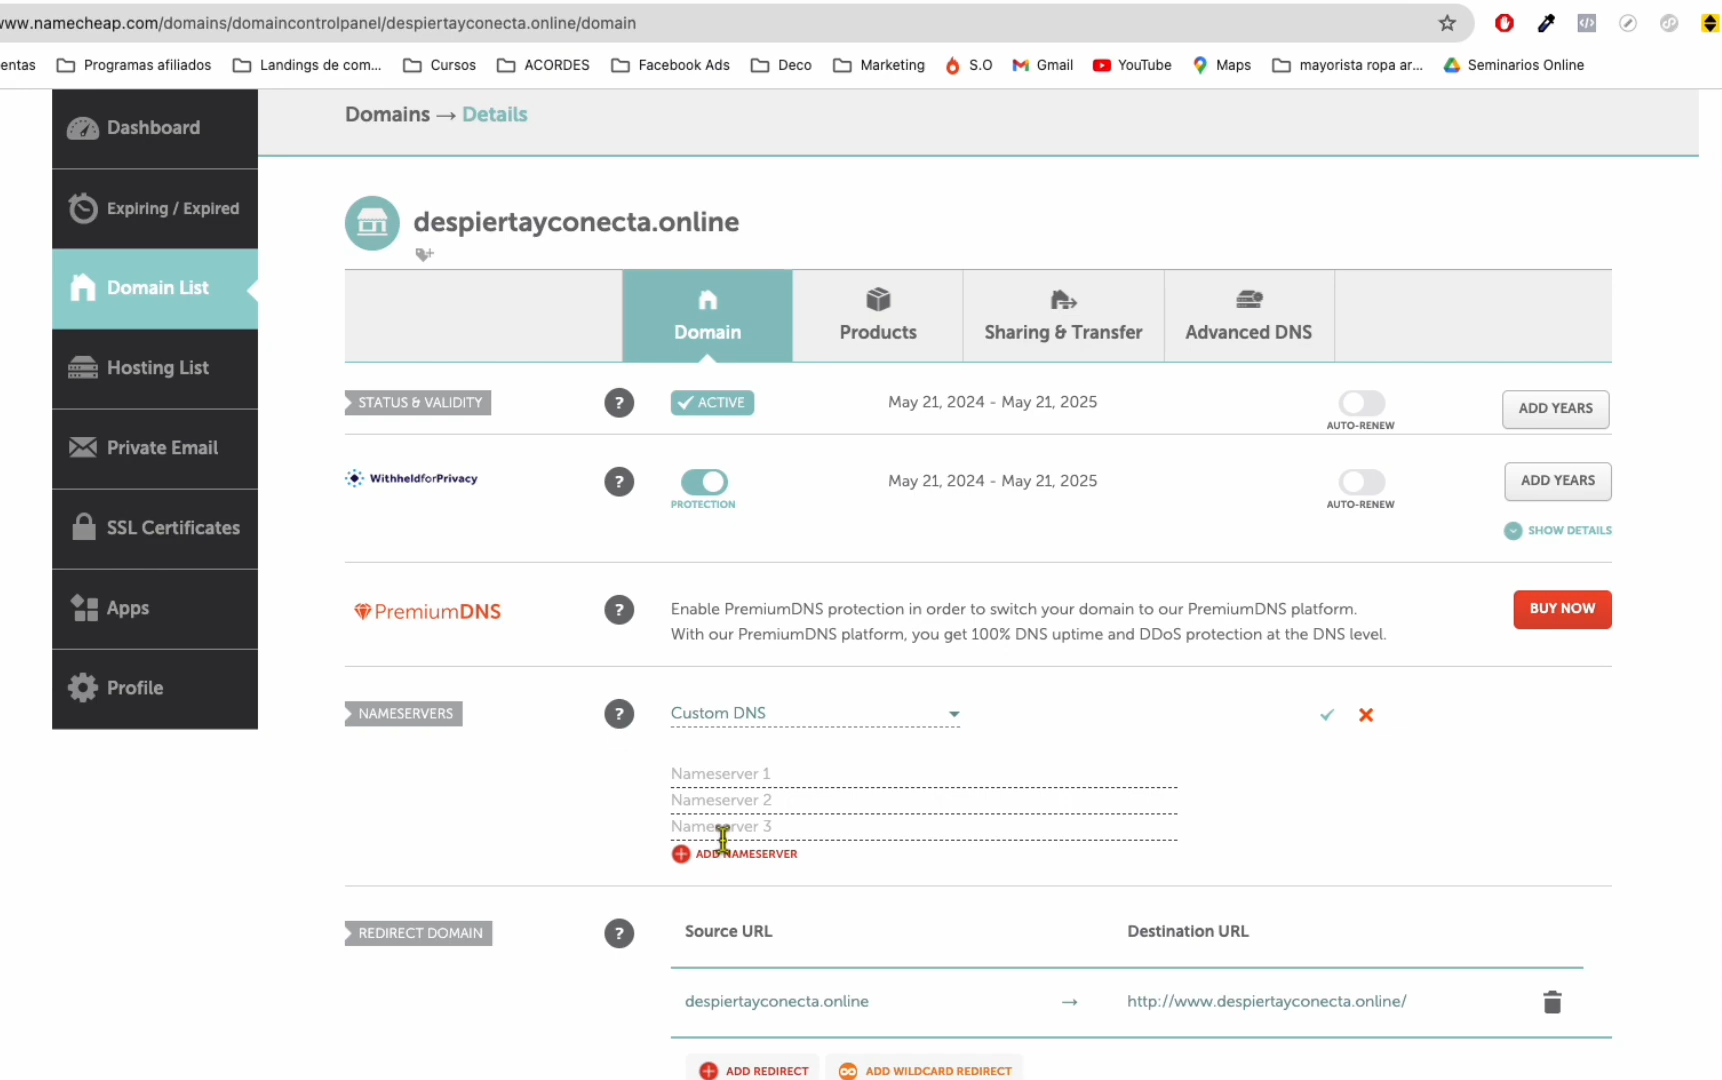 ww.namecheap.com/domains/domaincontrolpanel/despiertayconecta.online/domain
entas Programas afiliados Landings de com... Cursos ACORDES Facebook Ads Deco Marketing S.O Gmail YouTube Maps mayorista ropa ar... Seminarios Online
Dashboard
Expiring / Expired
Domain List
Hosting List
Private Email
SSL Certificates
Apps
Profile
Domains → Details
despiertayconecta.online
Domain Products Sharing & Transfer Advanced DNS
STATUS & VALIDITY ? ACTIVE May 21, 2024 - May 21, 2025 AUTO-RENEW ADD YEARS
WithheldforPrivacy ? PROTECTION May 21, 2024 - May 21, 2025 AUTO-RENEW ADD YEARS
SHOW DETAILS
PremiumDNS ? Enable PremiumDNS protection in order to switch your domain to our PremiumDNS platform.
With our PremiumDNS platform, you get 100% DNS uptime and DDoS protection at the DNS level.
BUY NOW
NAMESERVERS ? Custom DNS
Nameserver 1
Nameserver 2
Nameserver 3
ADD NAMESERVER
REDIRECT DOMAIN ? Source URL Destination URL
despiertayconecta.online → http://www.despiertayconecta.online/
ADD REDIRECT ADD WILDCARD REDIRECT